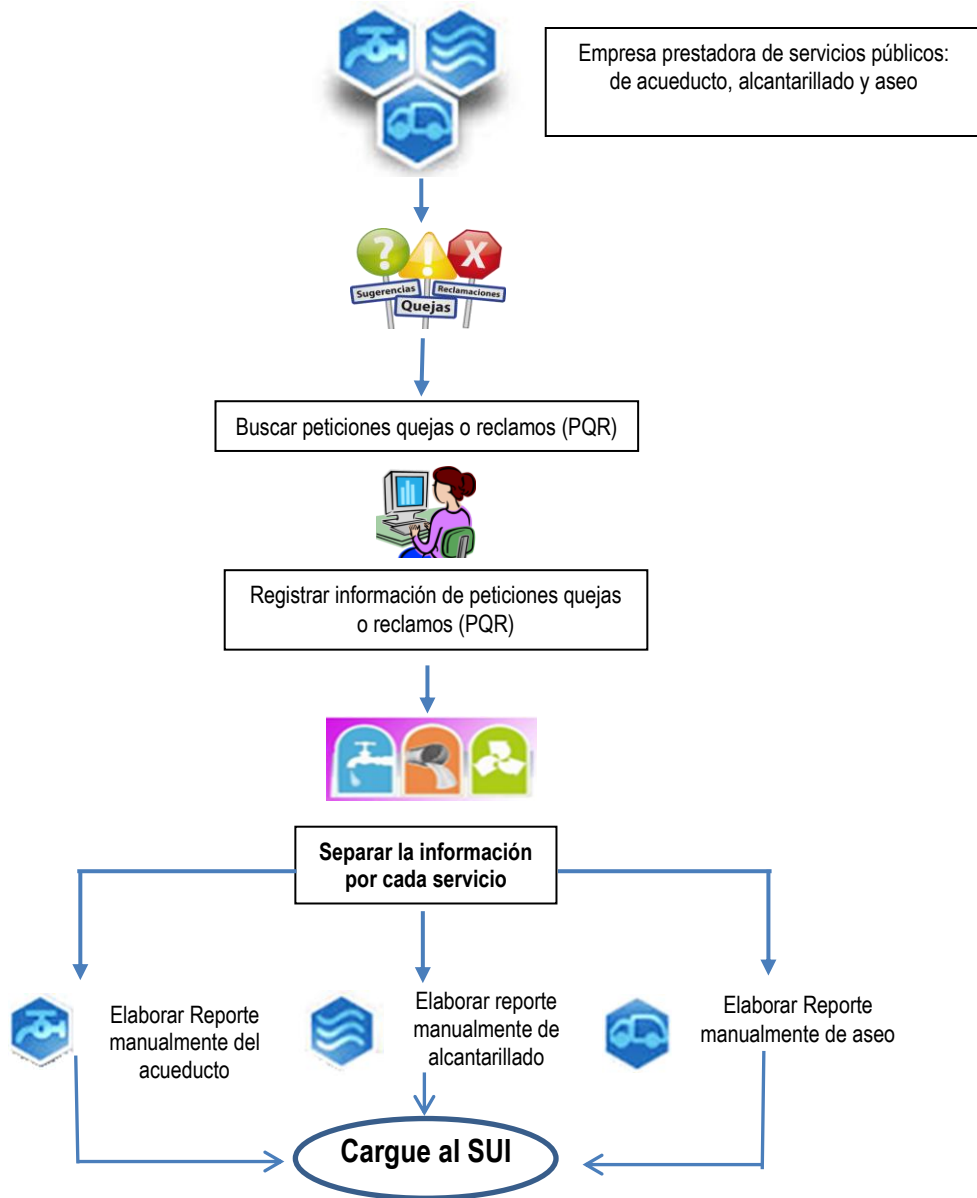 Empresa prestadora de servicios públicos:
de acueducto, alcantarillado y aseo
?
!
X
Sugerencias
Reclamaciones
Quejas
Buscar peticiones quejas o reclamos (PQR)
Registrar información de peticiones quejas
o reclamos (PQR)
Separar la información
por cada servicio
Elaborar Reporte
manualmente del
acueducto
Elaborar reporte
manualmente de
alcantarillado
Elaborar Reporte
manualmente de aseo
Cargue al SUI